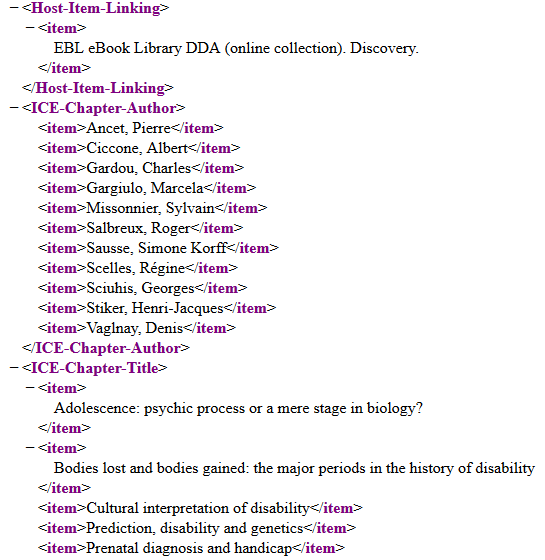 − <Host-Item-Linking>
− <item>
EBL eBook Library DDA (online collection). Discovery.
</item>
</Host-Item-Linking>
− <ICE-Chapter-Author>
<item>Ancet, Pierre</item>
<item>Ciccone, Albert</item>
<item>Gardou, Charles</item>
<item>Gargiulo, Marcela</item>
<item>Missonnier, Sylvain</item>
<item>Salbreux, Roger</item>
<item>Sausse, Simone Korff</item>
<item>Scelles, Régine</item>
<item>Sciuhis, Georges</item>
<item>Stiker, Henri-Jacques</item>
<item>Vaglnay, Denis</item>
</ICE-Chapter-Author>
− <ICE-Chapter-Title>
− <item>
Adolescence: psychic process or a mere stage in biology?
</item>
− <item>
Bodies lost and bodies gained: the major periods in the history of disability
</item>
<item>Cultural interpretation of disability</item>
<item>Prediction, disability and genetics</item>
<item>Prenatal diagnosis and handicap</item>